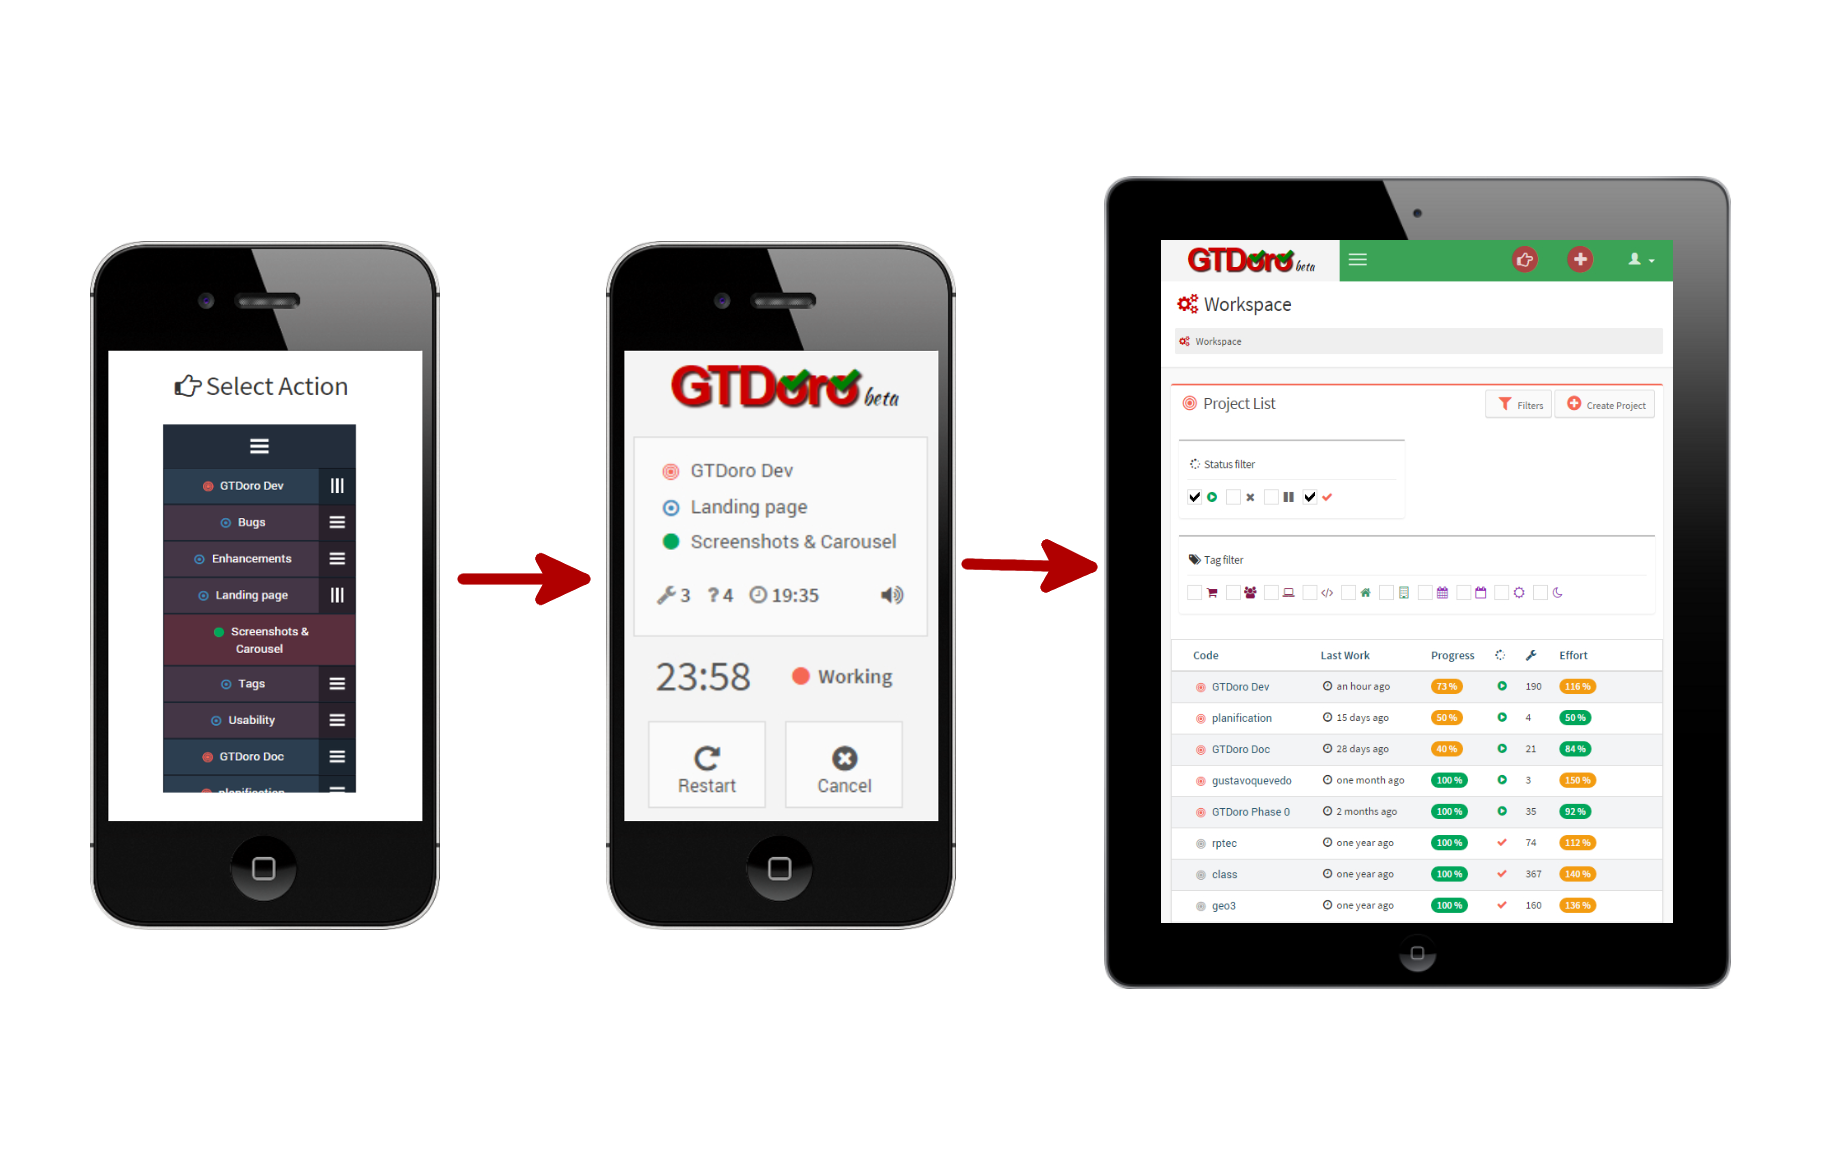 Select Action
GTDoro Dev
Bugs
Enhancements
Landing page
Screenshots &
Carousel
Tags
Usability
GTDoro Doc
planification
GTDoro beta
GTDoro Dev
Landing page
Screenshots & Carousel
3 ? 4 19:35
23:58 Working
Restart Cancel
GTDoro beta
Workspace
Workspace
Project List Filters Create Project
Status filter
Tag filter
Code Last Work Progress Effort
GTDoro Dev an hour ago 73 % 190 116 %
planification 15 days ago 50 % 4 50 %
GTDoro Doc 28 days ago 40 % 21 84 %
gustavoquevedo one month ago 100 % 3 150 %
GTDoro Phase 0 2 months ago 100 % 35 92 %
rptec one year ago 100 % 74 112 %
class one year ago 100 % 367 140 %
geo3 one year ago 100 % 160 136 %